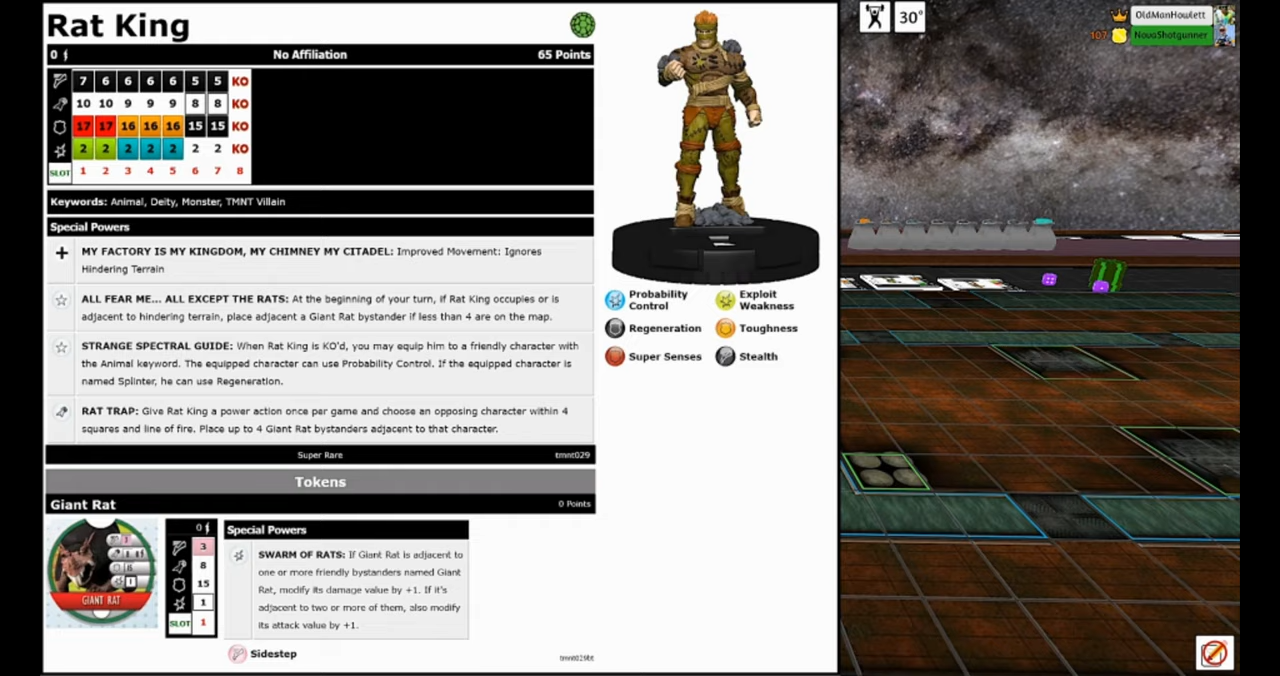 Rat King
0 No Affiliation 65 Points
7 6 6 6 6 5 5 KO
10 10 9 9 9 8 8 KO
17 17 16 16 16 15 15 KO
2 2 2 2 2 2 2 KO
SLOT 1 2 3 4 5 6 7 8
Keywords: Animal, Deity, Monster, TMNT Villain
Special Powers
MY FACTORY IS MY KINGDOM, MY CHIMNEY MY CITADEL: Improved Movement: Ignores
Hindering Terrain
ALL FEAR ME... ALL EXCEPT THE RATS: At the beginning of your turn, if Rat King occupies or is
adjacent to hindering terrain, place adjacent a Giant Rat bystander if less than 4 are on the map.
STRANGE SPECTRAL GUIDE: When Rat King is KO'd, you may equip him to a friendly character with
the Animal keyword. The equipped character can use Probability Control. If the equipped character is
named Splinter, he can use Regeneration.
RAT TRAP: Give Rat King a power action once per game and choose an opposing character within 4
squares and line of fire. Place up to 4 Giant Rat bystanders adjacent to that character.
Super Rare tmnt029
Tokens
Giant Rat 0 Points
GIANT RAT
0
3
8
15
1
SLOT 1
Special Powers
SWARM OF RATS: If Giant Rat is adjacent to
one or more friendly bystanders named Giant
Rat, modify its damage value by +1. If it's
adjacent to two or more of them, also modify
its attack value by +1.
Sidestep
Probability
Control
Exploit
Weakness
Regeneration
Toughness
Super Senses
Stealth
30°
OldManHowlett
107 NovaShotgunner